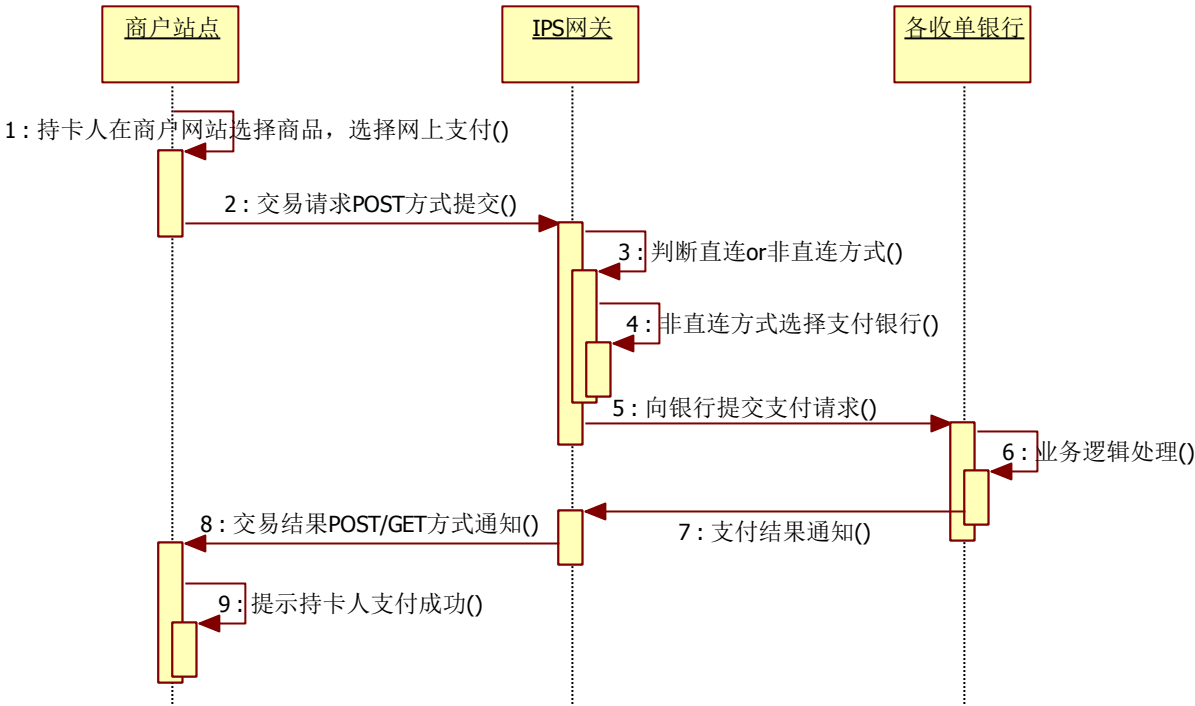 商户站点
IPS网关
各收单银行
1 : 持卡人在商户网站选择商品，选择网上支付()
2 : 交易请求POST方式提交()
3 : 判断直连or非直连方式()
4 : 非直连方式选择支付银行()
5 : 向银行提交支付请求()
6 : 业务逻辑处理()
7 : 支付结果通知()
8 : 交易结果POST/GET方式通知()
9 : 提示持卡人支付成功()